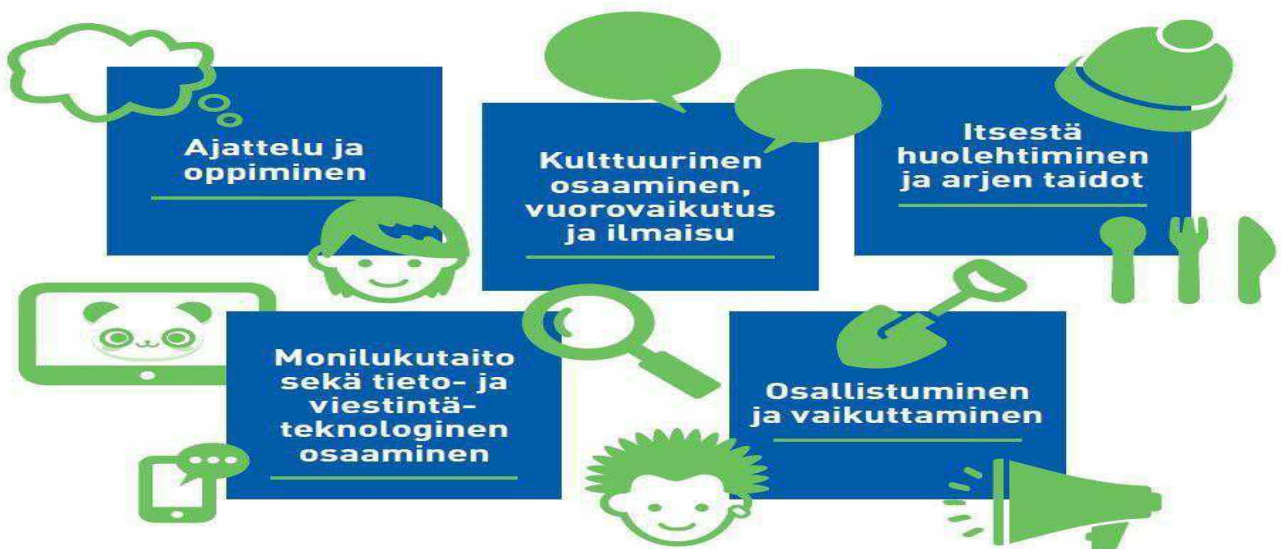 Ajattelu ja
oppiminen
Kulttuurinen
osaaminen,
vuorovaikutus
ja ilmaisu
Itsestä
huolehtiminen
ja arjen taidot
Monilukutaito
sekä tieto- ja
viestintä-
teknologinen
osaaminen
Osallistuminen
ja vaikuttaminen